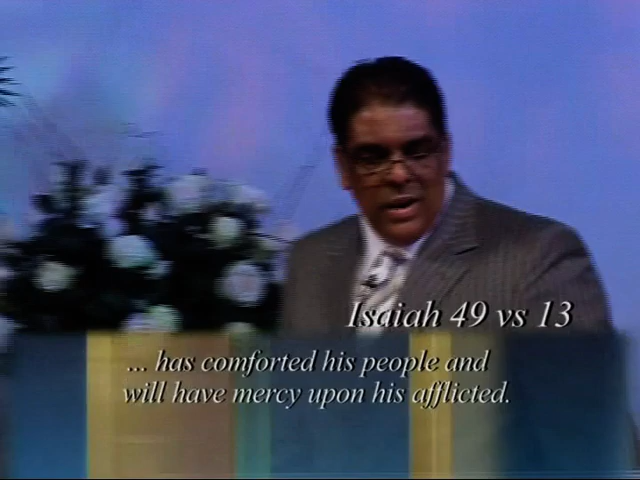 Isaiah 49 vs 13
... has comforted his people and
will have mercy upon his afflicted.